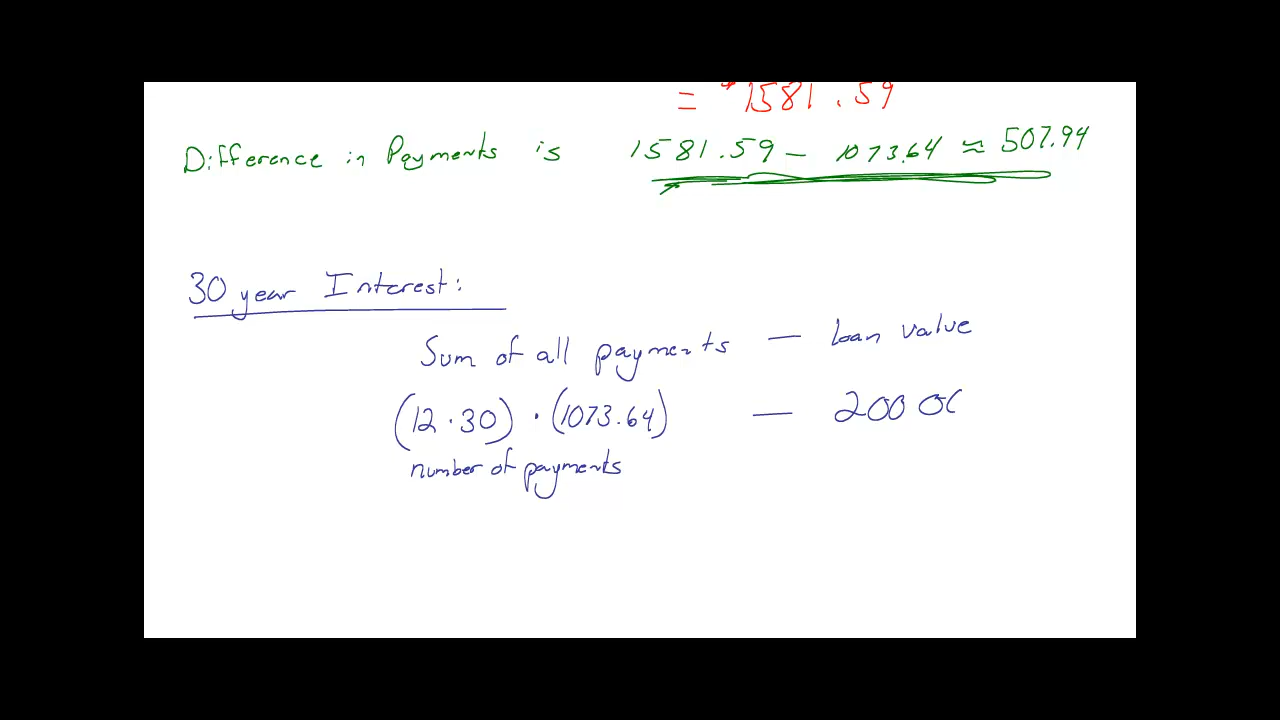 = $1581.59
Difference in Payments is 1581.59 - 1073.64 ≈ 507.94
30 year Interest:
Sum of all payments - loan value
(12 · 30) · (1073.64) - 200 00
number of payments